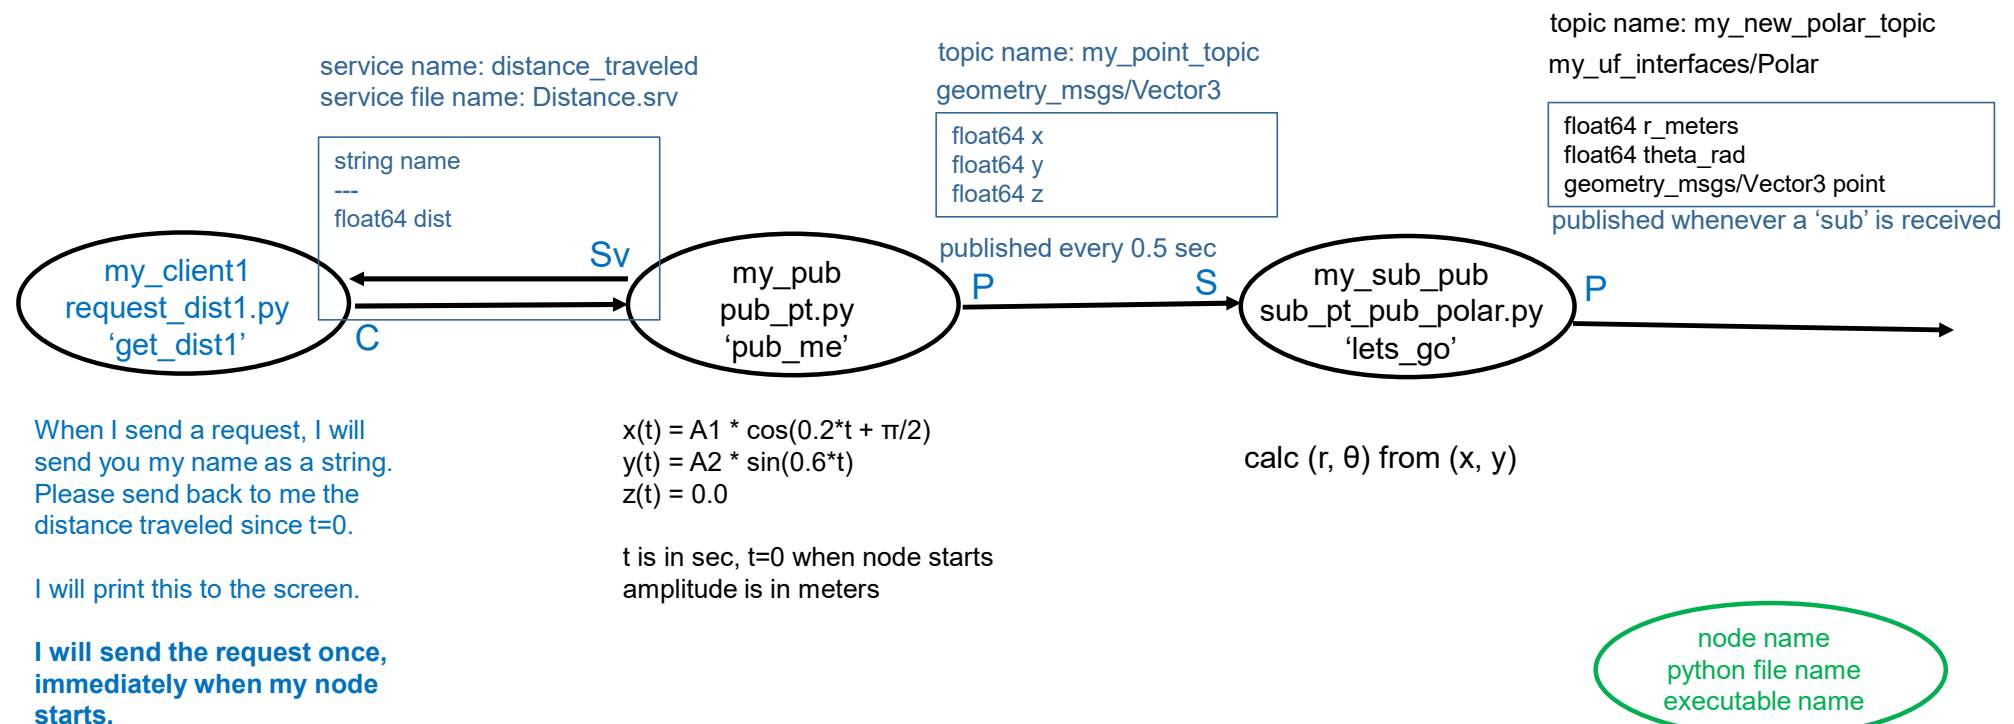 service name: distance_traveled
service file name: Distance.srv
string name
---
float64 dist
topic name: my_point_topic
geometry_msgs/Vector3
float64 x
float64 y
float64 z
published every 0.5 sec
topic name: my_new_polar_topic
my_uf_interfaces/Polar
float64 r_meters
float64 theta_rad
geometry_msgs/Vector3 point
published whenever a ‘sub’ is received
my_client1
request_dist1.py
‘get_dist1’
Sv
C
my_pub
pub_pt.py
‘pub_me’
P
S
my_sub_pub
sub_pt_pub_polar.py
‘lets_go’
P
When I send a request, I will
send you my name as a string.
Please send back to me the
distance traveled since t=0.
I will print this to the screen.
I will send the request once,
immediately when my node
starts.
x(t) = A1 * cos(0.2*t + π/2)
y(t) = A2 * sin(0.6*t)
z(t) = 0.0
t is in sec, t=0 when node starts
amplitude is in meters
calc (r, θ) from (x, y)
node name
python file name
executable name